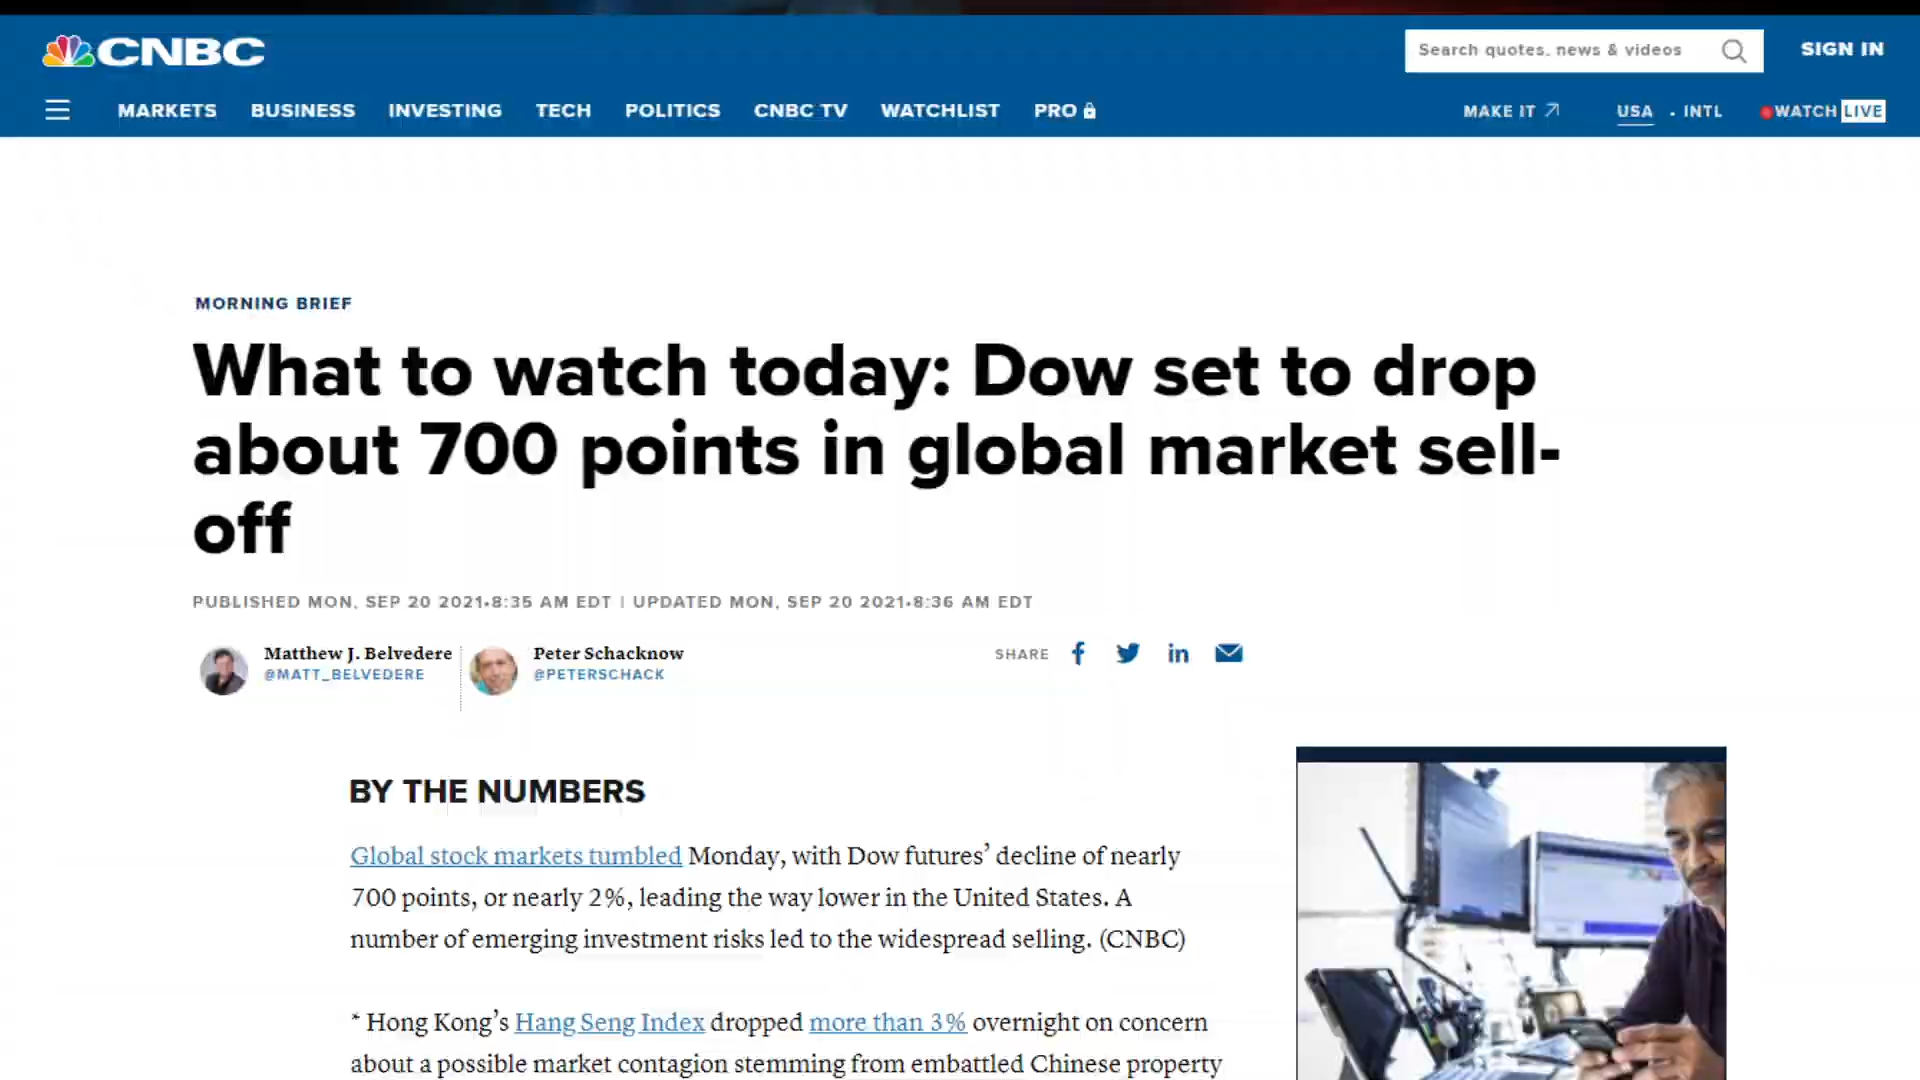 CNBC
Search quotes, news & videos
SIGN IN
MARKETS BUSINESS INVESTING TECH POLITICS CNBC TV WATCHLIST PRO
MAKE IT USA · INTL WATCH LIVE
MORNING BRIEF
What to watch today: Dow set to drop
about 700 points in global market sell-
off
PUBLISHED MON, SEP 20 2021•8:35 AM EDT | UPDATED MON, SEP 20 2021•8:36 AM EDT
Matthew J. Belvedere
@MATT_BELVEDERE
Peter Schacknow
@PETERSCHACK
SHARE
BY THE NUMBERS
Global stock markets tumbled Monday, with Dow futures’ decline of nearly
700 points, or nearly 2%, leading the way lower in the United States. A
number of emerging investment risks led to the widespread selling. (CNBC)
* Hong Kong’s Hang Seng Index dropped more than 3% overnight on concern
about a possible market contagion stemming from embattled Chinese property